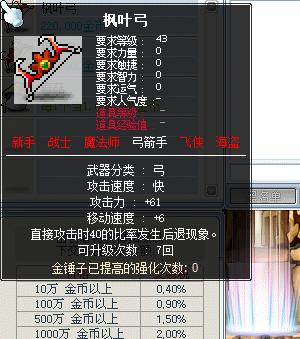 枫叶弓
要求等级: 43
要求力量: 0
要求敏捷: 0
要求智力: 0
要求运气: 0
要求人气度: -
道具等级 -
道具经验值 -
新手 战士 魔法师 弓箭手 飞侠 海盗
武器分类: 弓
攻击速度: 快
攻击力: +61
移动速度: +6
直接攻击时40的比率发生后退现象。
可升级次数: 7回
金锤子已提高的强化次数: 0
10万 金币以上 0,40%
100万 金币以上 0,90%
500万 金币以上 1,50%
1000万 金币以上 2,00%